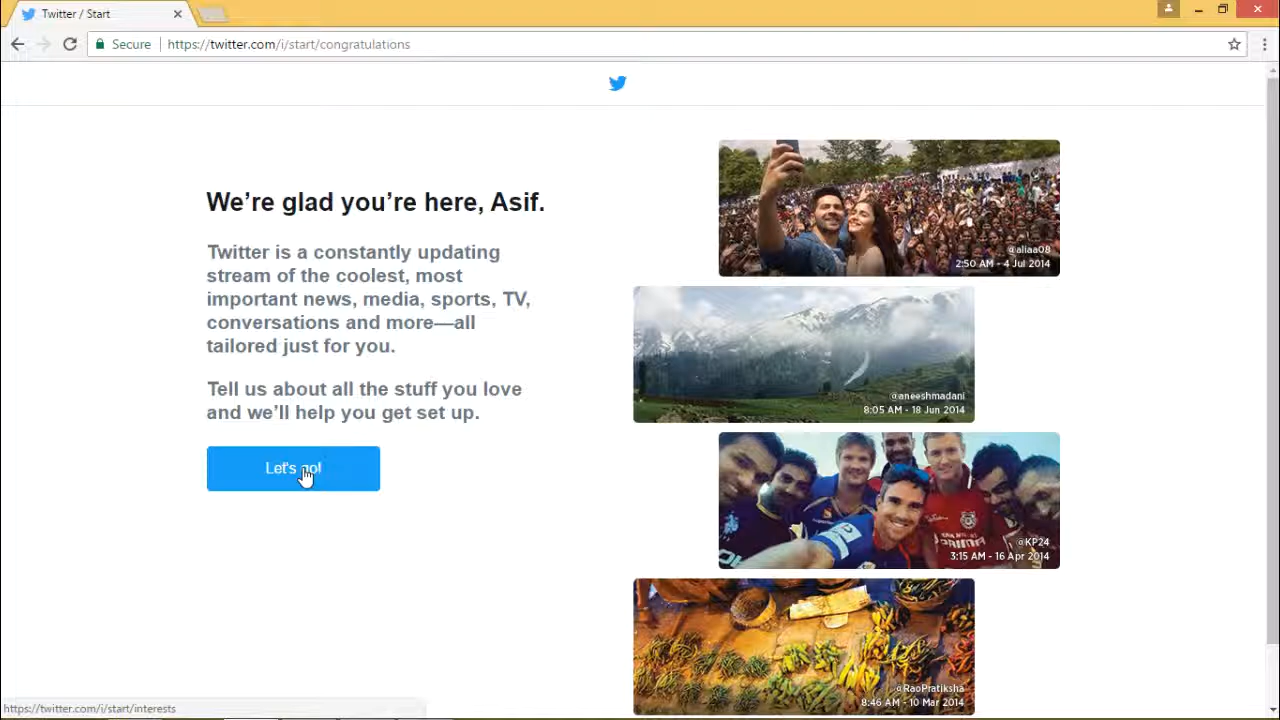 Twitter / Start
Secure
https://twitter.com/i/start/congratulations
We’re glad you’re here, Asif.
Twitter is a constantly updating
stream of the coolest, most
important news, media, sports, TV,
conversations and more—all
tailored just for you.
Tell us about all the stuff you love
and we’ll help you get set up.
Let's go!
@aliaa08
2:50 AM - 4 Jul 2014
@aneeshmadani
8:05 AM - 18 Jun 2014
@KP24
3:15 AM - 16 Apr 2014
@RaoPratiksha
8:46 AM - 10 Mar 2014
https://twitter.com/i/start/interests